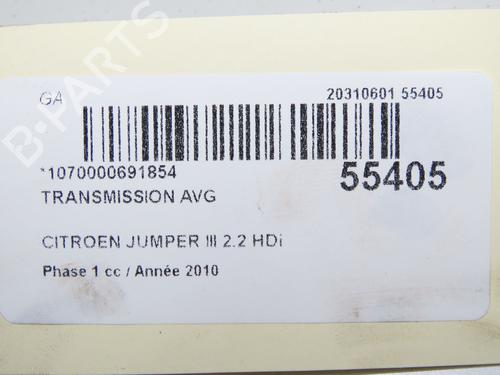 B-PARTS
GA
20310601 55405
*1070000691854
55405
TRANSMISSION AVG
CITROEN JUMPER III 2.2 HDi
Phase 1 cc / Année 2010